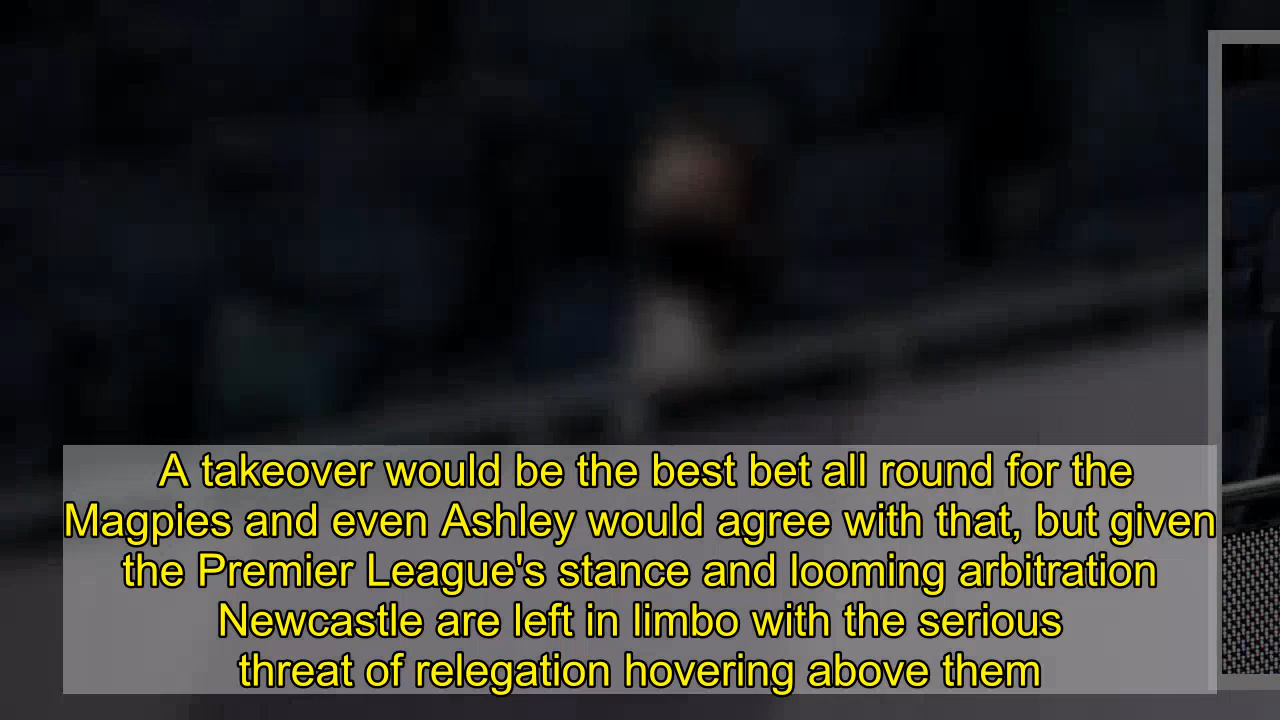 A takeover would be the best bet all round for the
Magpies and even Ashley would agree with that, but given
the Premier League's stance and looming arbitration
Newcastle are left in limbo with the serious
threat of relegation hovering above them